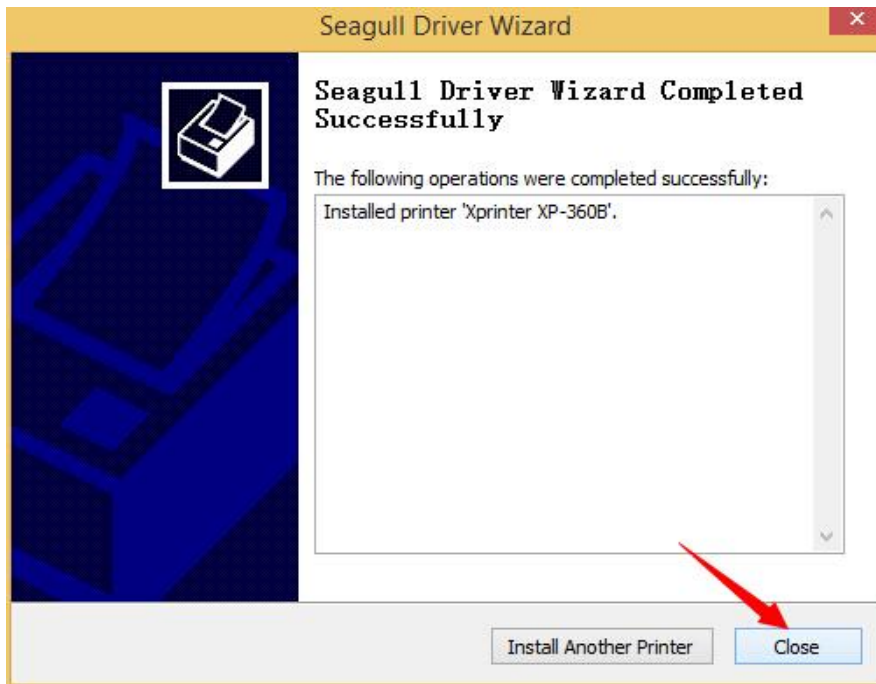 Seagull Driver Wizard
Seagull Driver Wizard Completed
Successfully
The following operations were completed successfully:
Installed printer 'Xprinter XP-360B'.
Install Another Printer
Close